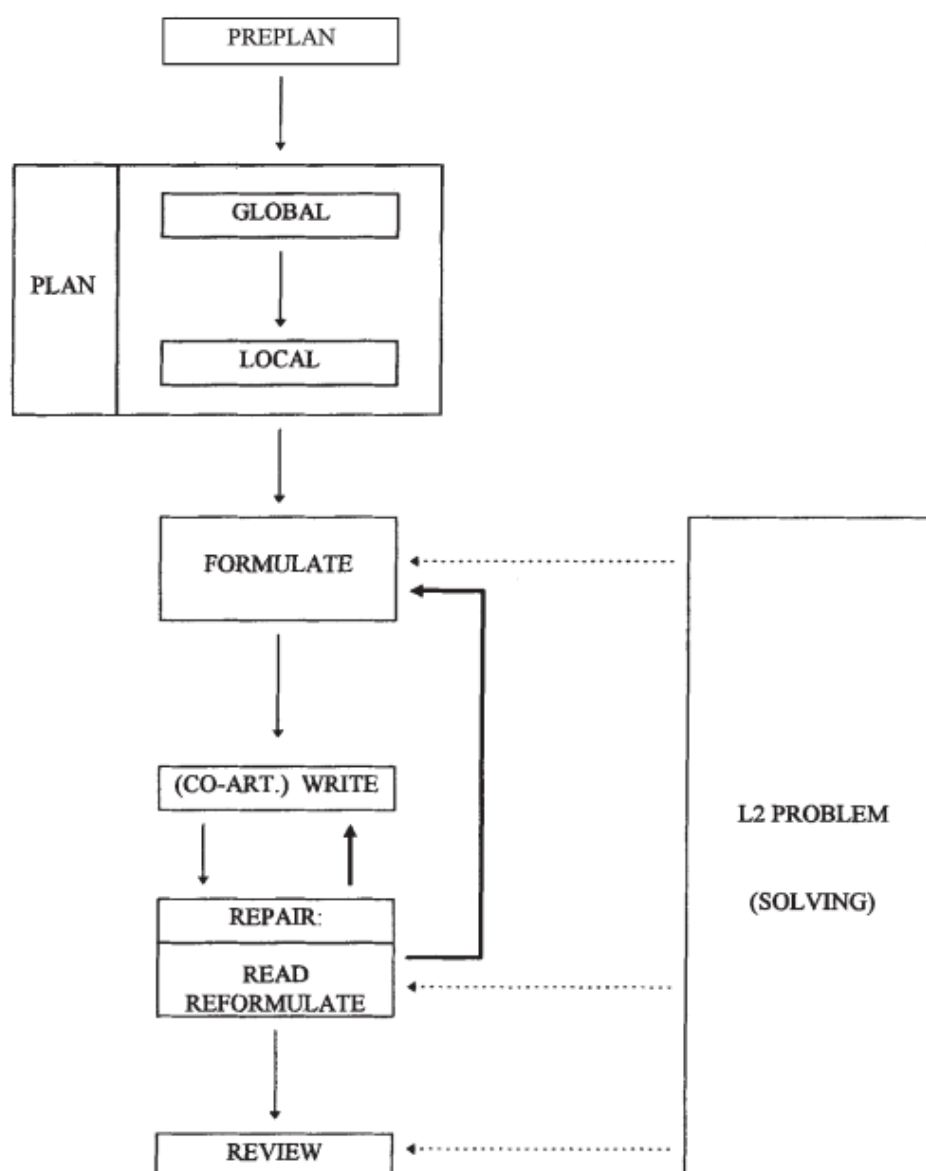 PREPLAN
GLOBAL
PLAN
LOCAL
FORMULATE
(CO-ART.) WRITE
L2 PROBLEM
(SOLVING)
REPAIR:
READ
REFORMULATE
REVIEW